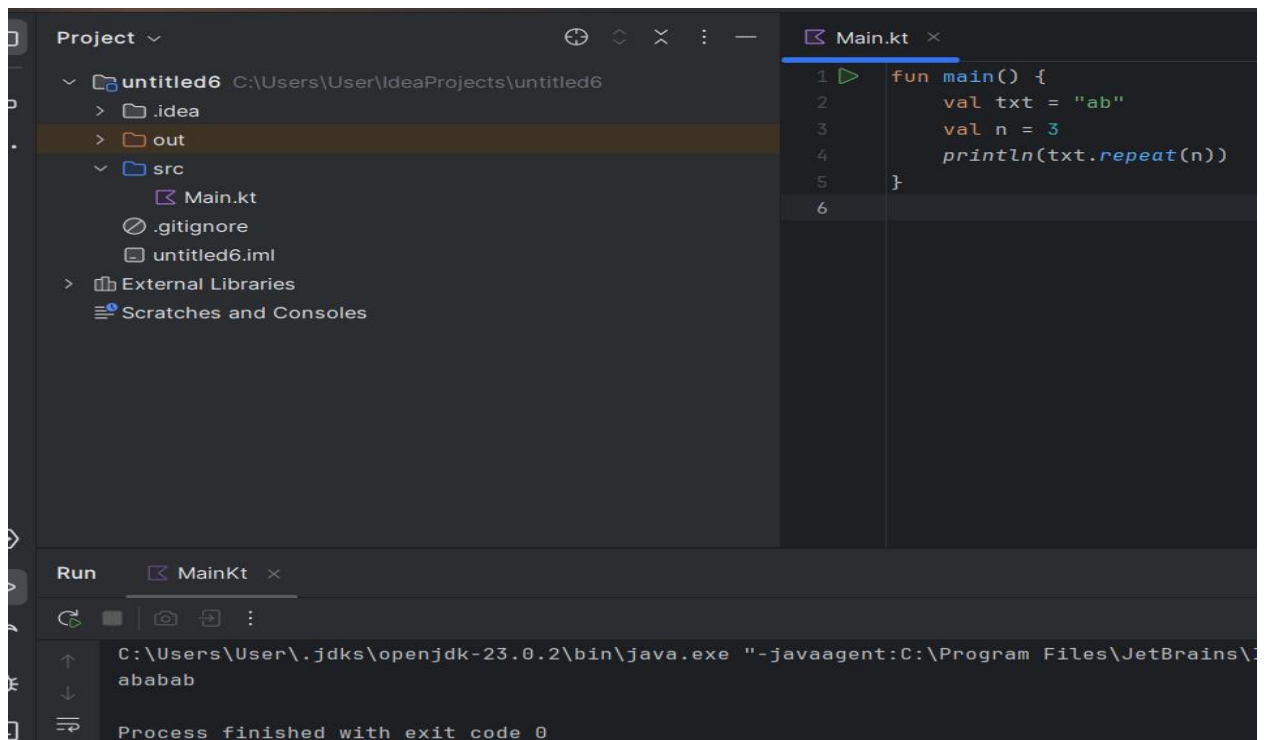 Project
untitled6 C:\Users\User\IdeaProjects\untitled6
.idea
out
src
Main.kt
.gitignore
untitled6.iml
External Libraries
Scratches and Consoles
Main.kt
1 fun main() {
2 val txt = "ab"
3 val n = 3
4 println(txt.repeat(n))
5 }
6
Run MainKt
C:\Users\User\.jdks\openjdk-23.0.2\bin\java.exe "-javaagent:C:\Program Files\JetBrains\
ababab
Process finished with exit code 0